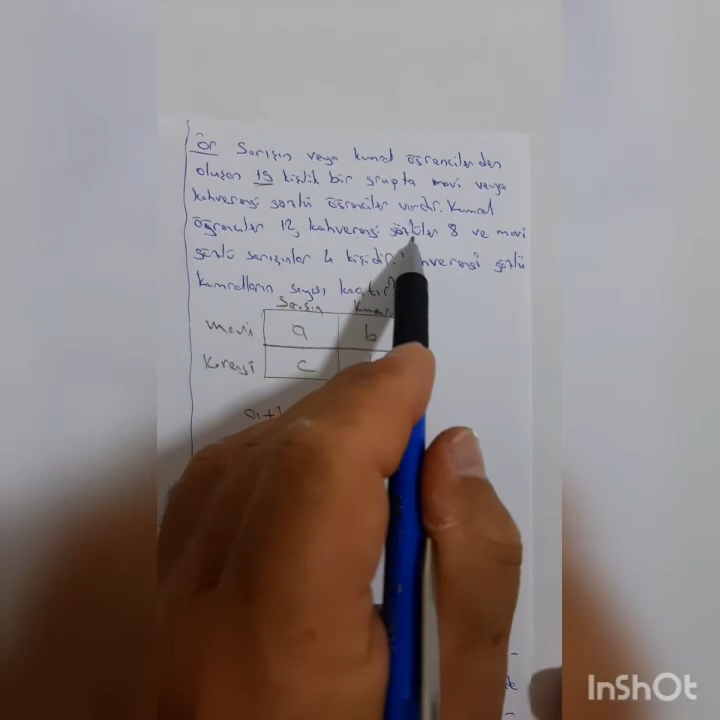 Ör Sarışın veya kumral öğrencilerden
oluşan 19 kişilik bir grupta mavi veya
kahverengi gözlü öğrenciler vardır. Kumral
öğrenciler 12, kahverengi gözlüler 8 ve mavi
gözlü sarışınlar 4 kişidir. gözlü
kumralların sayısı kaçtır?
Sarışın
Mavi a b
c
InShOt